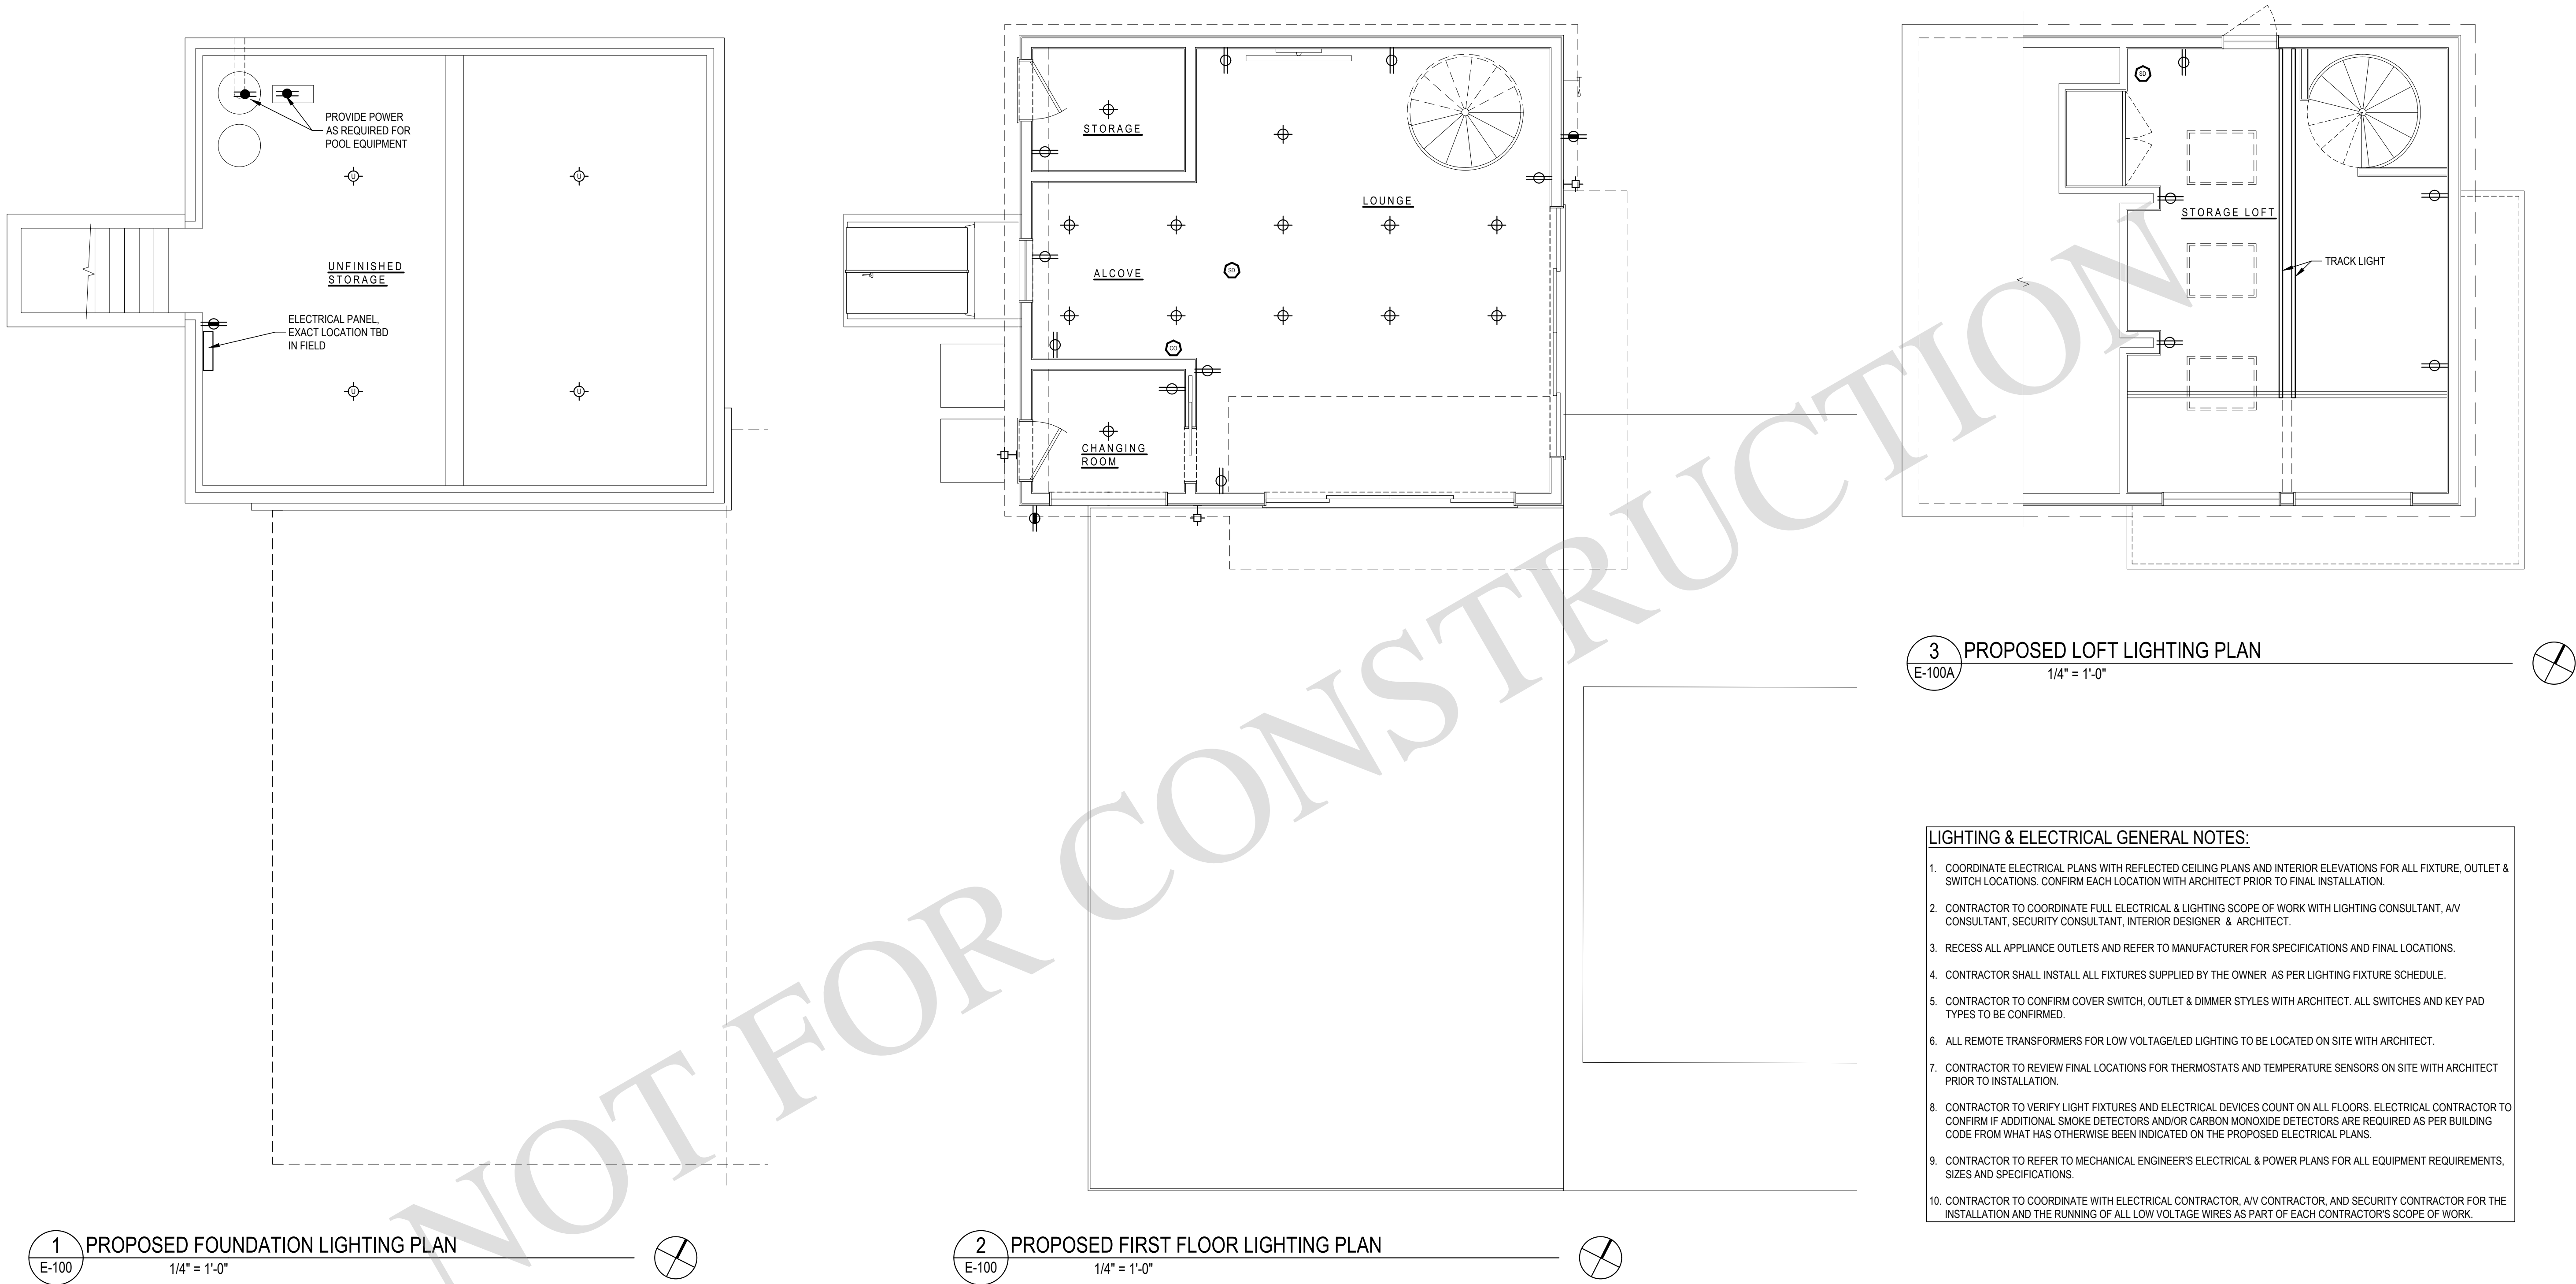 PROVIDE POWER
AS REQUIRED FOR
POOL EQUIPMENT
U
U
UNFINISHED
STORAGE
ELECTRICAL PANEL,
EXACT LOCATION TBD
IN FIELD
U
U
1
E-100
PROPOSED FOUNDATION LIGHTING PLAN
1/4" = 1'-0"
STORAGE
LOUNGE
ALCOVE
SD
CO
CHANGING
ROOM
2
E-100
PROPOSED FIRST FLOOR LIGHTING PLAN
1/4" = 1'-0"
SD
STORAGE LOFT
TRACK LIGHT
3
E-100A
PROPOSED LOFT LIGHTING PLAN
1/4" = 1'-0"
LIGHTING & ELECTRICAL GENERAL NOTES:
1. COORDINATE ELECTRICAL PLANS WITH REFLECTED CEILING PLANS AND INTERIOR ELEVATIONS FOR ALL FIXTURE, OUTLET &
SWITCH LOCATIONS. CONFIRM EACH LOCATION WITH ARCHITECT PRIOR TO FINAL INSTALLATION.
2. CONTRACTOR TO COORDINATE FULL ELECTRICAL & LIGHTING SCOPE OF WORK WITH LIGHTING CONSULTANT, A/V
CONSULTANT, SECURITY CONSULTANT, INTERIOR DESIGNER & ARCHITECT.
3. RECESS ALL APPLIANCE OUTLETS AND REFER TO MANUFACTURER FOR SPECIFICATIONS AND FINAL LOCATIONS.
4. CONTRACTOR SHALL INSTALL ALL FIXTURES SUPPLIED BY THE OWNER AS PER LIGHTING FIXTURE SCHEDULE.
5. CONTRACTOR TO CONFIRM COVER SWITCH, OUTLET & DIMMER STYLES WITH ARCHITECT. ALL SWITCHES AND KEY PAD
TYPES TO BE CONFIRMED.
6. ALL REMOTE TRANSFORMERS FOR LOW VOLTAGE/LED LIGHTING TO BE LOCATED ON SITE WITH ARCHITECT.
7. CONTRACTOR TO REVIEW FINAL LOCATIONS FOR THERMOSTATS AND TEMPERATURE SENSORS ON SITE WITH ARCHITECT
PRIOR TO INSTALLATION.
8. CONTRACTOR TO VERIFY LIGHT FIXTURES AND ELECTRICAL DEVICES COUNT ON ALL FLOORS. ELECTRICAL CONTRACTOR TO
CONFIRM IF ADDITIONAL SMOKE DETECTORS AND/OR CARBON MONOXIDE DETECTORS ARE REQUIRED AS PER BUILDING
CODE FROM WHAT HAS OTHERWISE BEEN INDICATED ON THE PROPOSED ELECTRICAL PLANS.
9. CONTRACTOR TO REFER TO MECHANICAL ENGINEER'S ELECTRICAL & POWER PLANS FOR ALL EQUIPMENT REQUIREMENTS,
SIZES AND SPECIFICATIONS.
10. CONTRACTOR TO COORDINATE WITH ELECTRICAL CONTRACTOR, A/V CONTRACTOR, AND SECURITY CONTRACTOR FOR THE
INSTALLATION AND THE RUNNING OF ALL LOW VOLTAGE WIRES AS PART OF EACH CONTRACTOR'S SCOPE OF WORK.
NOT FOR CONSTRUCTION